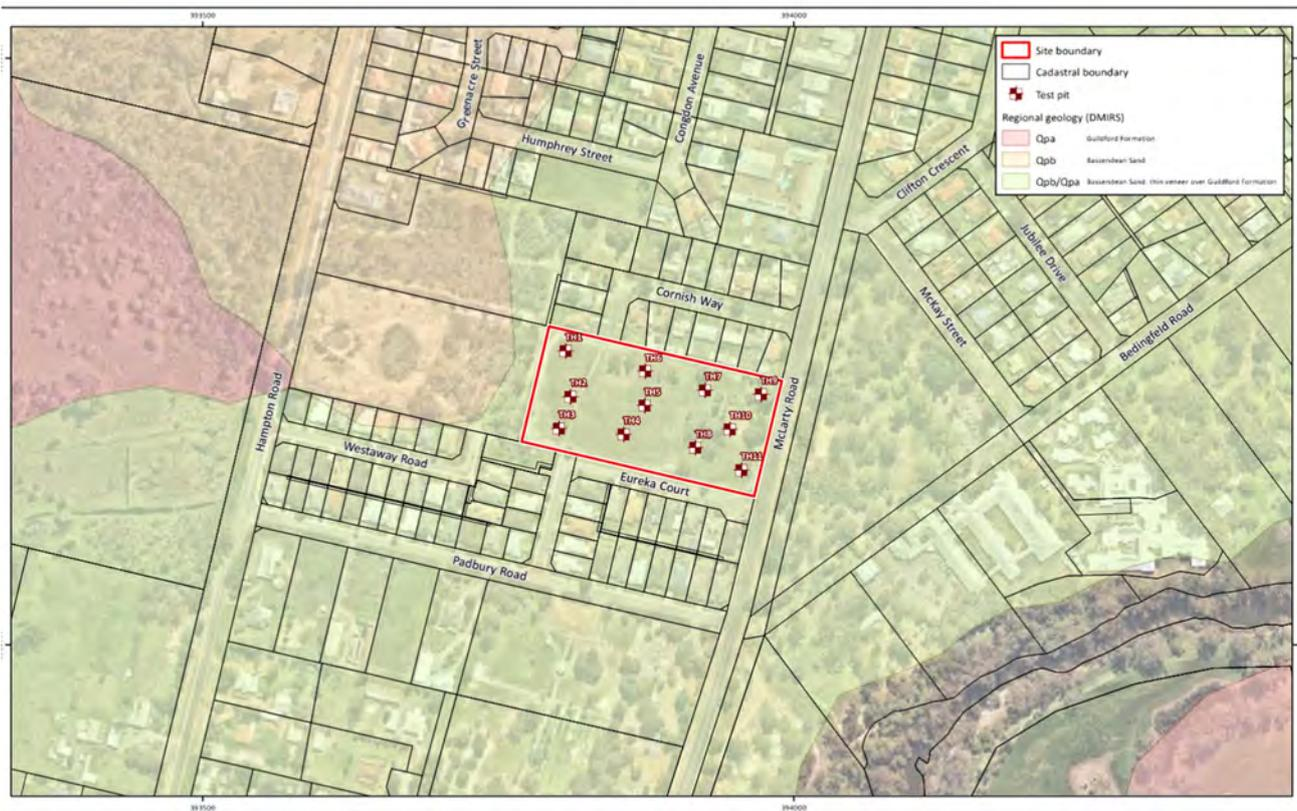 393500
394000
Site boundary
Cadastral boundary
Test pit
Regional geology (DMIRS)
Qpa Guildford Formation
Qpb Bassendean Sand
Qpb/Qpa Bassendean Sand: thin veneer over Guildford Formation
Greenacre Street
Congdon Avenue
Humphrey Street
Clifton Crescent
Jubilee Drive
McKay Street
Bedingfeld Road
Cornish Way
TH1
TH6
TH7
TH9
TH2
TH5
TH3
TH4
TH10
TH8
TH11
Hampton Road
McLarty Road
Westaway Road
Eureka Court
Padbury Road
393500
394000